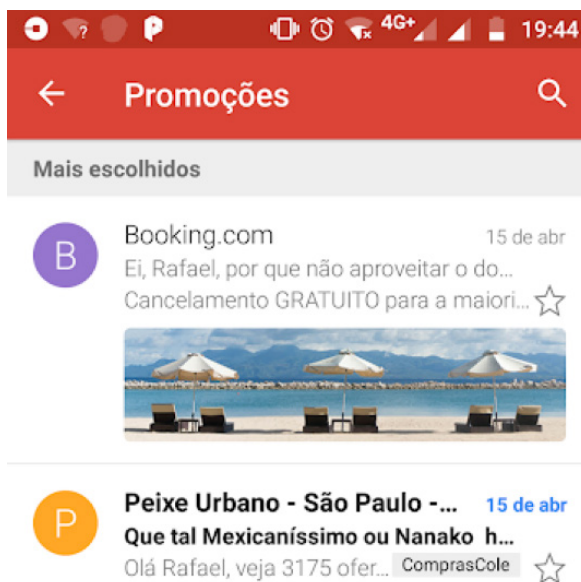 4G+ 19:44
Promoções
Mais escolhidos
B
Booking.com 15 de abr
Ei, Rafael, por que não aproveitar o do...
Cancelamento GRATUITO para a maiori...
P
Peixe Urbano - São Paulo -... 15 de abr
Que tal Mexicaníssimo ou Nanako h...
Olá Rafael, veja 3175 ofer... ComprasCole